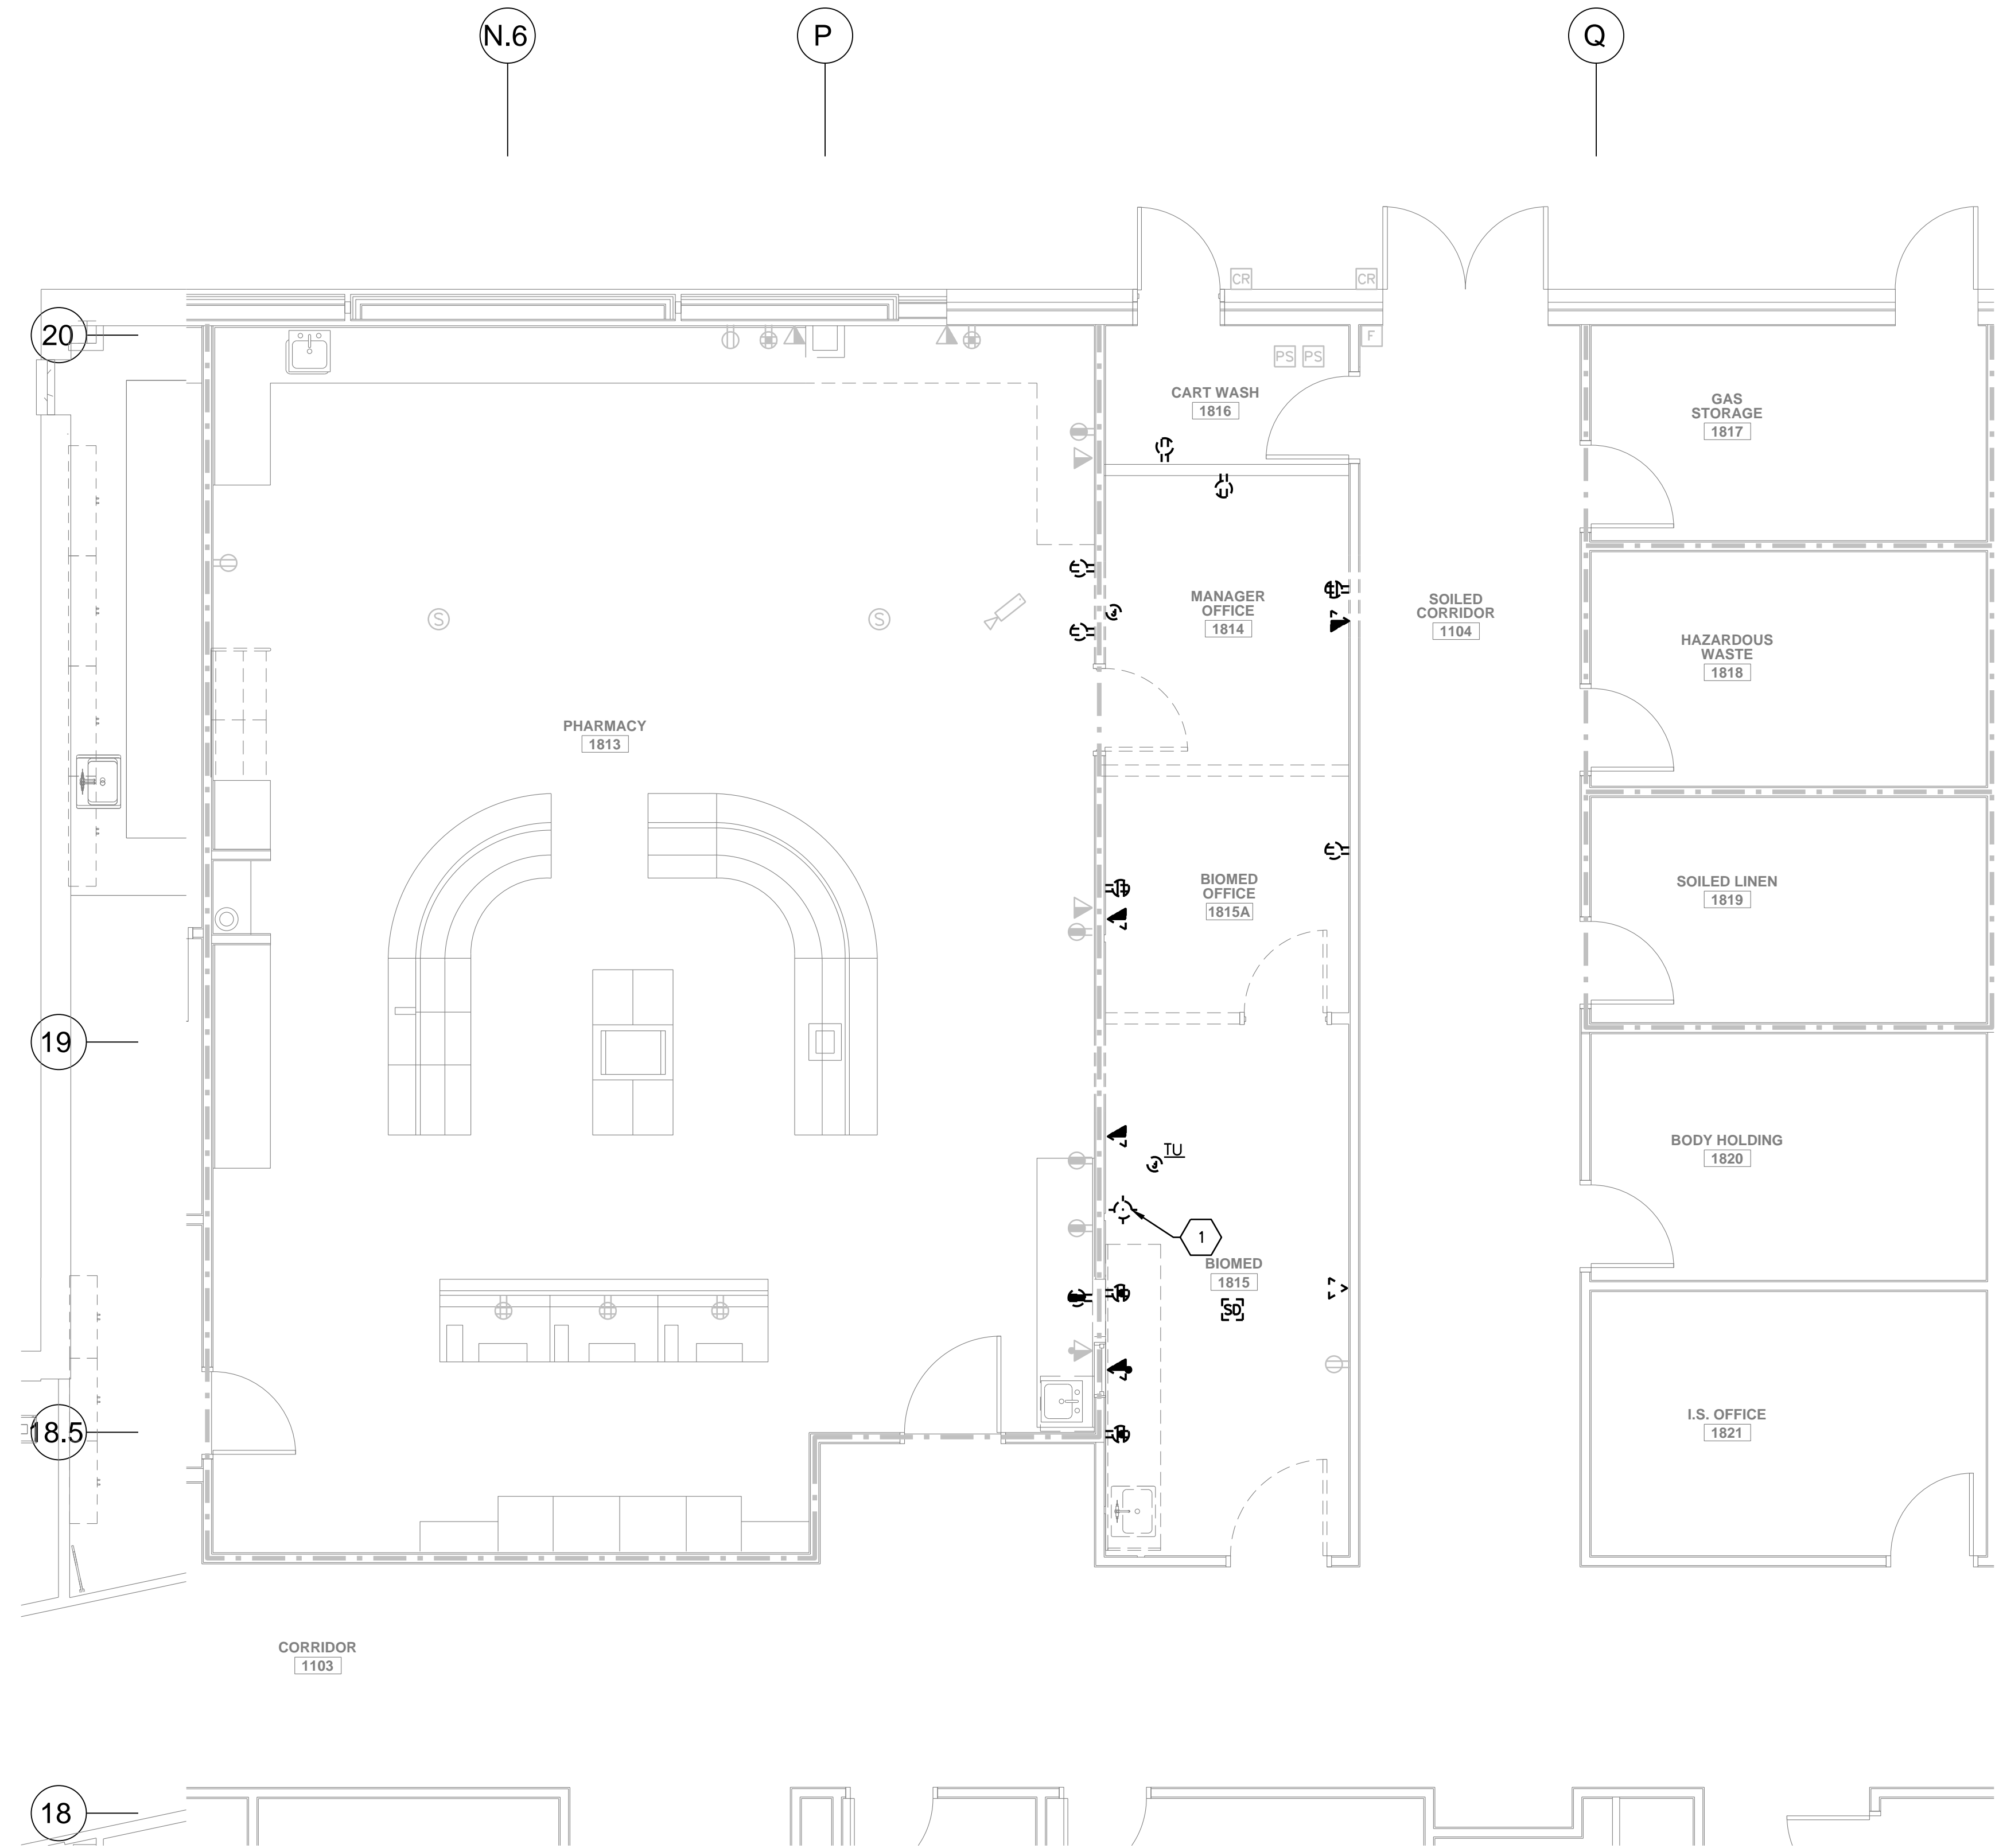 N.6
P
Q
CR
CR
20
F
PS
PS
CART WASH
1816
GAS
STORAGE
1817
MANAGER
OFFICE
1814
SOILED
CORRIDOR
1104
S
S
HAZARDOUS
WASTE
1818
PHARMACY
1813
BIOMED
OFFICE
1815A
SOILED LINEN
1819
19
BODY HOLDING
1820
TU
1
BIOMED
1815
SD
18.5
I.S. OFFICE
1821
CORRIDOR
1103
18